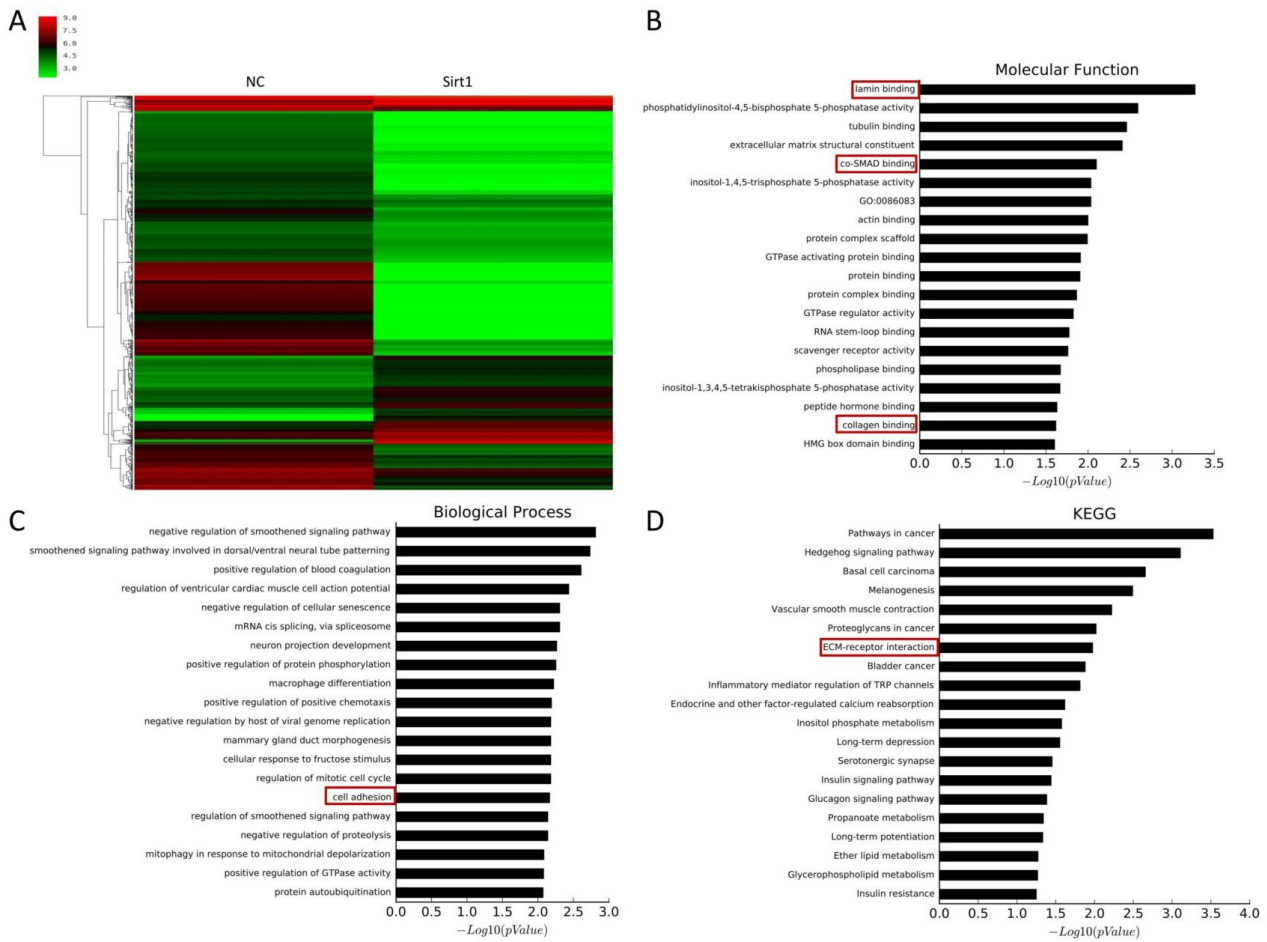 A
9.0
7.5
6.0
4.5
3.0
NC
Sirt1
B
Molecular Function
lamin binding
phosphatidylinositol-4,5-bisphosphate 5-phosphatase activity
tubulin binding
extracellular matrix structural constituent
co-SMAD binding
inositol-1,4,5-trisphosphate 5-phosphatase activity
GO:0086083
actin binding
protein complex scaffold
GTPase activating protein binding
protein binding
protein complex binding
GTPase regulator activity
RNA stem-loop binding
scavenger receptor activity
phospholipase binding
inositol-1,3,4,5-tetrakisphosphate 5-phosphatase activity
peptide hormone binding
collagen binding
HMG box domain binding
0.0 0.5 1.0 1.5 2.0 2.5 3.0 3.5
−Log10(pValue)
C
Biological Process
negative regulation of smoothened signaling pathway
smoothened signaling pathway involved in dorsal/ventral neural tube patterning
positive regulation of blood coagulation
regulation of ventricular cardiac muscle cell action potential
negative regulation of cellular senescence
mRNA cis splicing, via spliceosome
neuron projection development
positive regulation of protein phosphorylation
macrophage differentiation
positive regulation of positive chemotaxis
negative regulation by host of viral genome replication
mammary gland duct morphogenesis
cellular response to fructose stimulus
regulation of mitotic cell cycle
cell adhesion
regulation of smoothened signaling pathway
negative regulation of proteolysis
mitophagy in response to mitochondrial depolarization
positive regulation of GTPase activity
protein autoubiquitination
0.0 0.5 1.0 1.5 2.0 2.5 3.0
−Log10(pValue)
D
KEGG
Pathways in cancer
Hedgehog signaling pathway
Basal cell carcinoma
Melanogenesis
Vascular smooth muscle contraction
Proteoglycans in cancer
ECM-receptor interaction
Bladder cancer
Inflammatory mediator regulation of TRP channels
Endocrine and other factor-regulated calcium reabsorption
Inositol phosphate metabolism
Long-term depression
Serotonergic synapse
Insulin signaling pathway
Glucagon signaling pathway
Propanoate metabolism
Long-term potentiation
Ether lipid metabolism
Glycerophospholipid metabolism
Insulin resistance
0.0 0.5 1.0 1.5 2.0 2.5 3.0 3.5 4.0
−Log10(pValue)